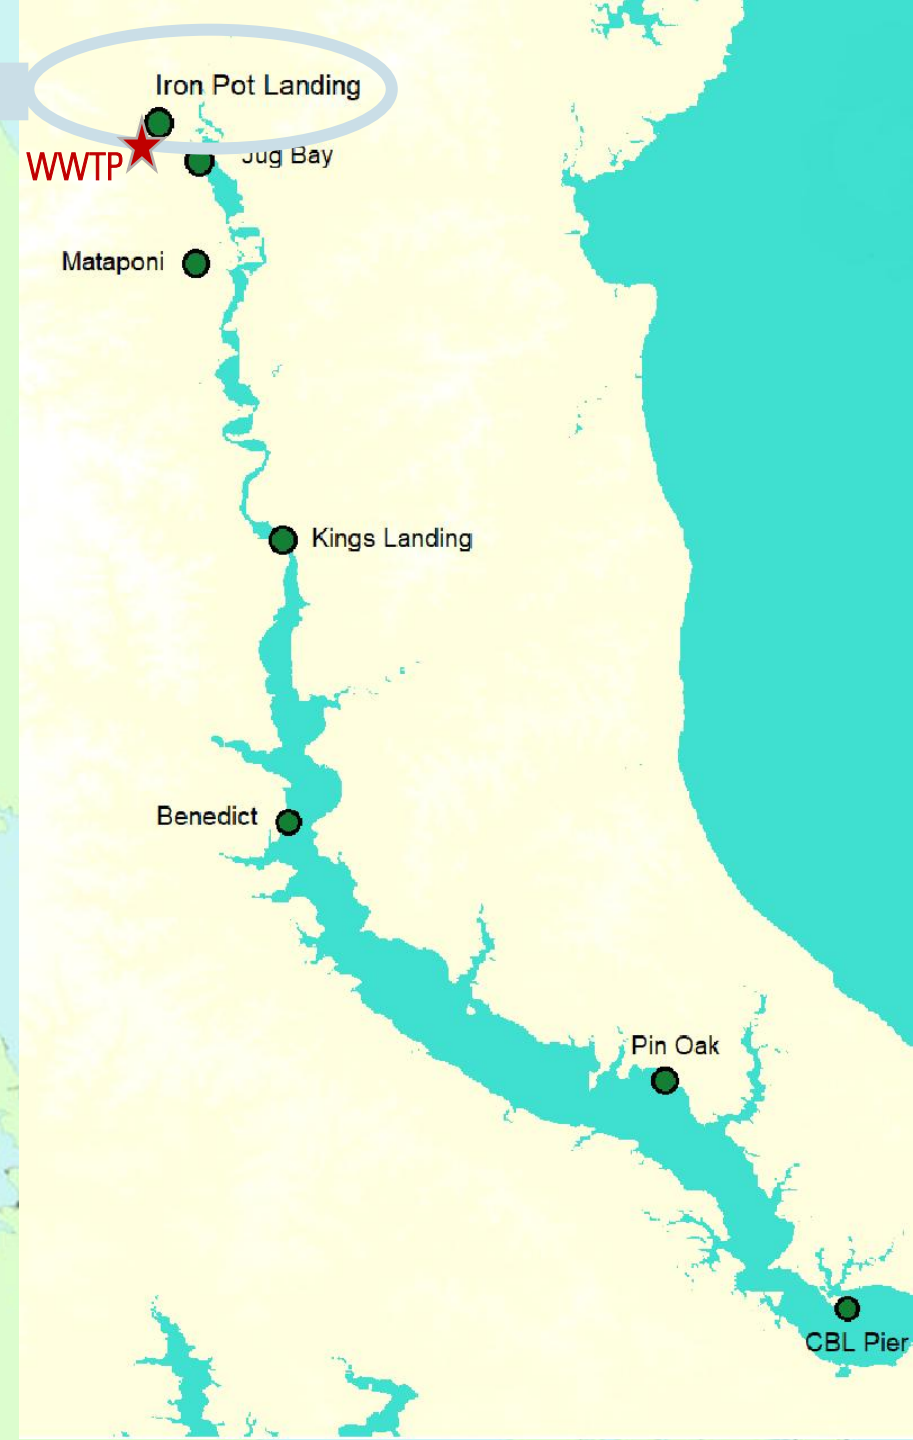 Iron Pot Landing
WWTP
Jug Bay
Mataponi
Kings Landing
Benedict
Pin Oak
CBL Pier